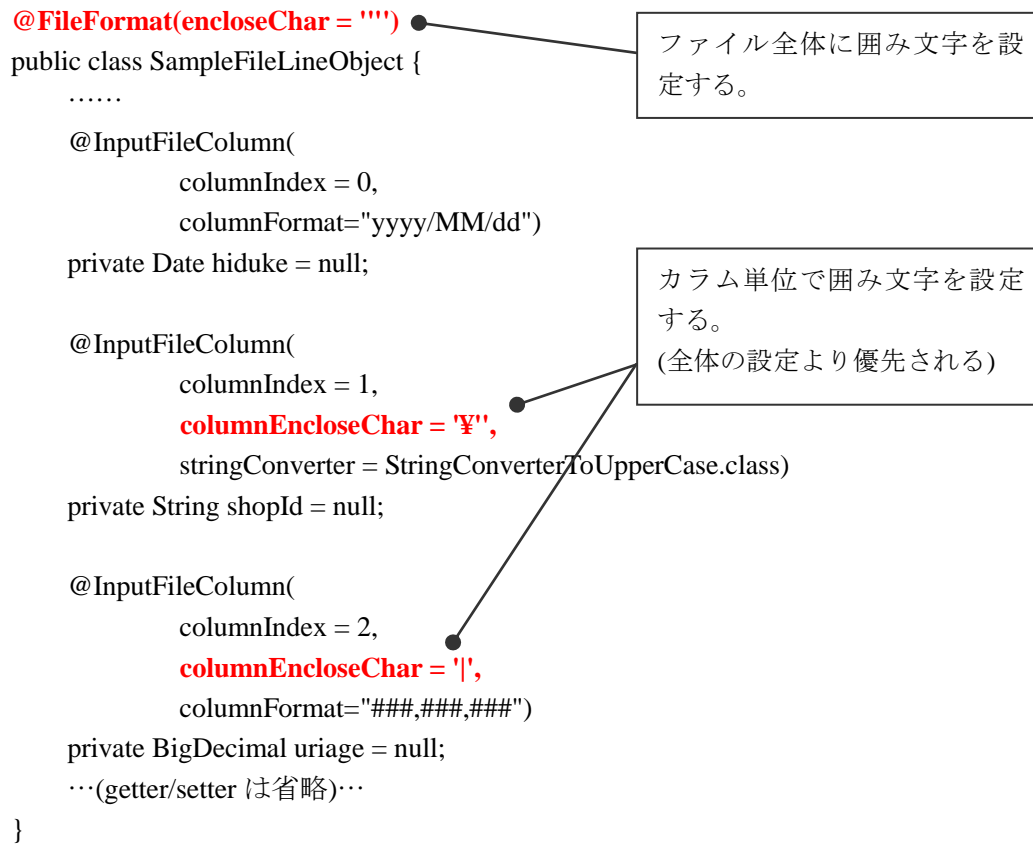 @FileFormat(encloseChar = '"')
public class SampleFileLineObject {
……
@InputFileColumn(
columnIndex = 0,
columnFormat="yyyy/MM/dd")
private Date hiduke = null;
@InputFileColumn(
columnIndex = 1,
columnEncloseChar = '¥'',
stringConverter = StringConverterToUpperCase.class)
private String shopId = null;
@InputFileColumn(
columnIndex = 2,
columnEncloseChar = '|',
columnFormat="###,###,###")
private BigDecimal uriage = null;
…(getter/setter は省略)…
}
ファイル全体に囲み文字を設
定する。
カラム単位で囲み文字を設定
する。
(全体の設定より優先される)